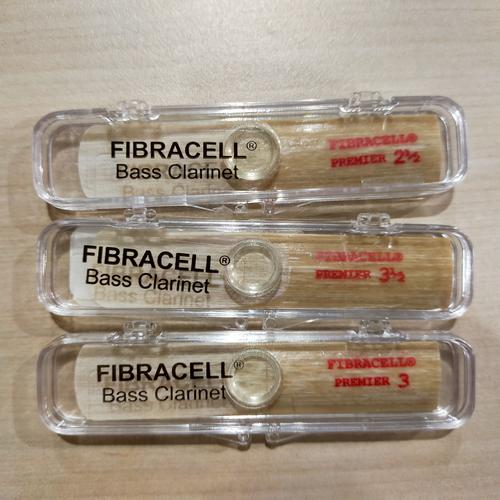 FIBRACELL®
Bass Clarinet
FIBRACELL®
PREMIER 2½
FIBRACELL®
Bass Clarinet
FIBRACELL®
PREMIER 3½
FIBRACELL®
Bass Clarinet
FIBRACELL®
PREMIER 3